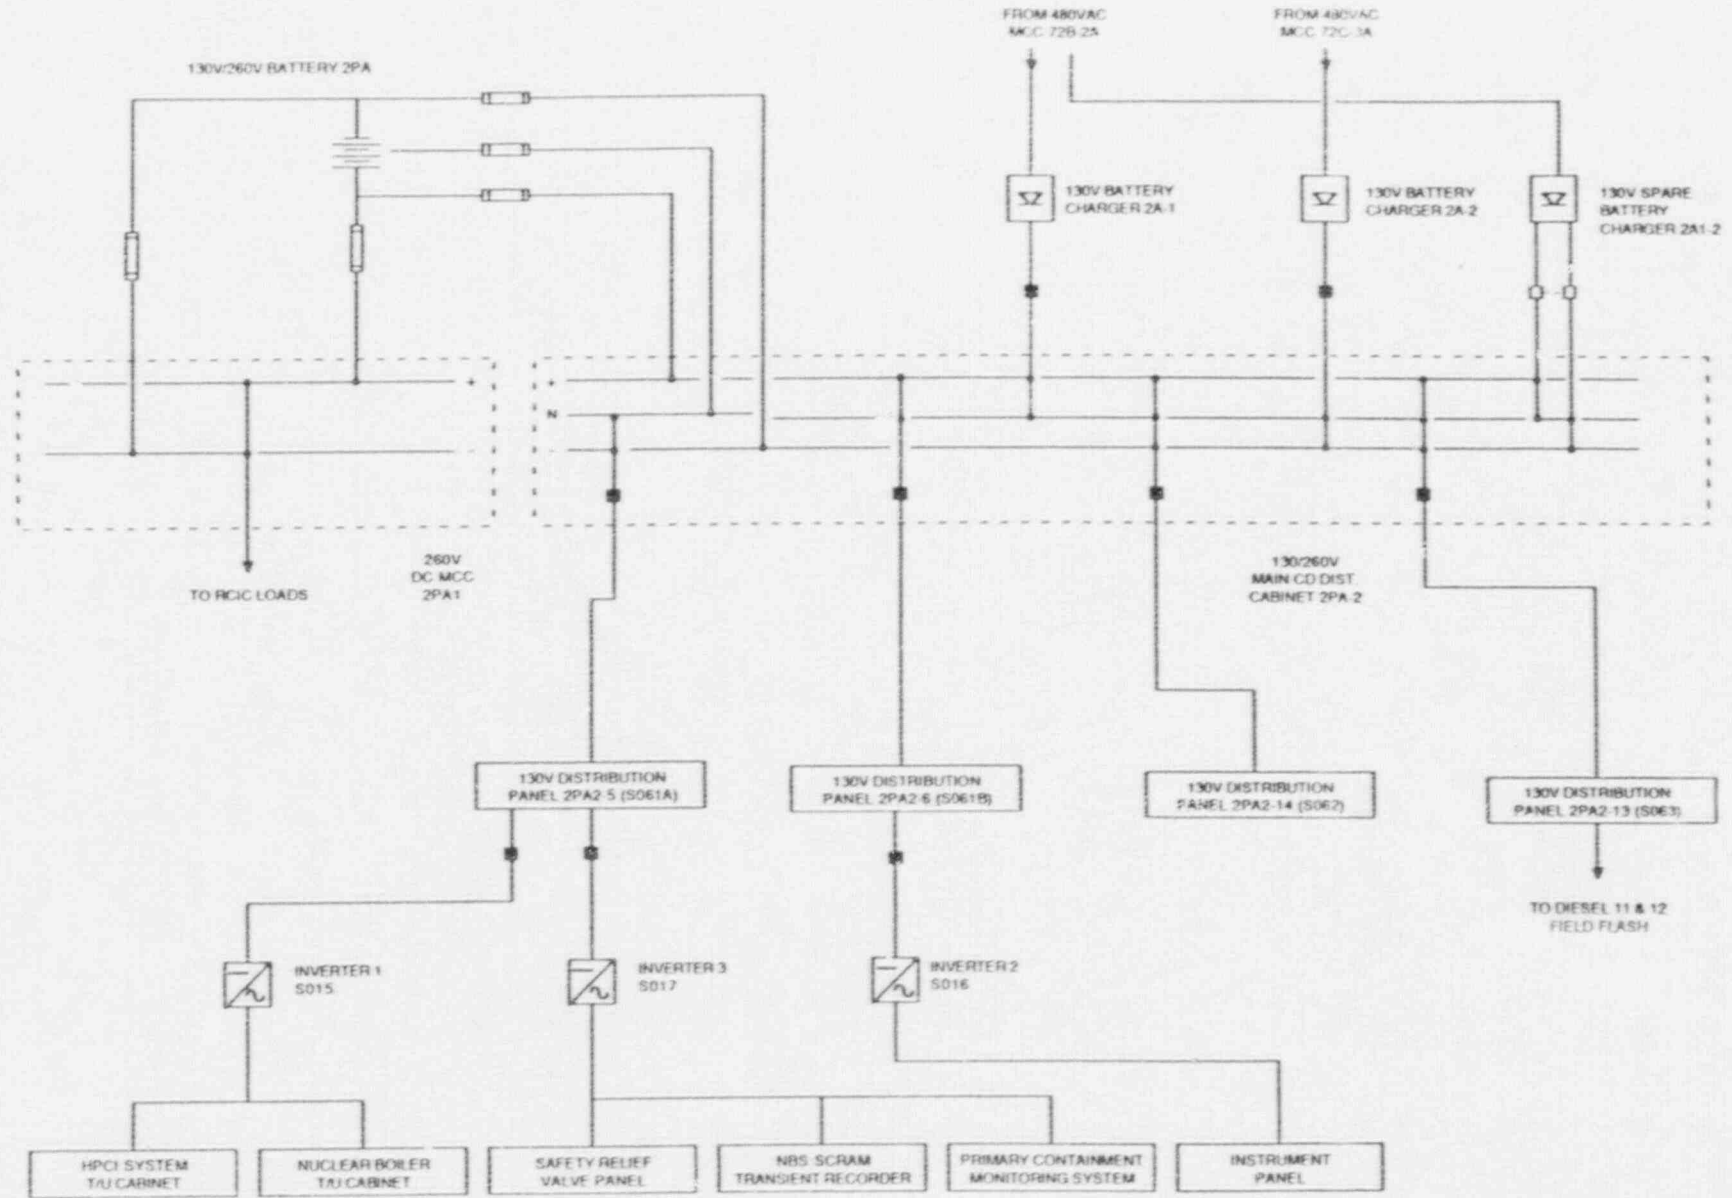 FROM 480VAC
MCC 72B-2A
FROM 480VAC
MCC 72C-3A
130V/260V BATTERY 2PA
130V BATTERY
CHARGER 2A-1
130V BATTERY
CHARGER 2A-2
130V SPARE
BATTERY
CHARGER 2A1-2
+
+
N
-
-
260V
DC MCC
2PA1
TO RCIC LOADS
130/260V
MAIN CD DIST.
CABINET 2PA-2
130V DISTRIBUTION
PANEL 2PA2-5 (S061A)
130V DISTRIBUTION
PANEL 2PA2-6 (S061B)
130V DISTRIBUTION
PANEL 2PA2-14 (S062)
130V DISTRIBUTION
PANEL 2PA2-13 (S063)
TO DIESEL 11 & 12
FIELD FLASH
INVERTER 1
S015
INVERTER 3
S017
INVERTER 2
S016
HPCI SYSTEM
T/U CABINET
NUCLEAR BOILER
T/U CABINET
SAFETY RELIEF
VALVE PANEL
NBS SCRAM
TRANSIENT RECORDER
PRIMARY CONTAINMENT
MONITORING SYSTEM
INSTRUMENT
PANEL